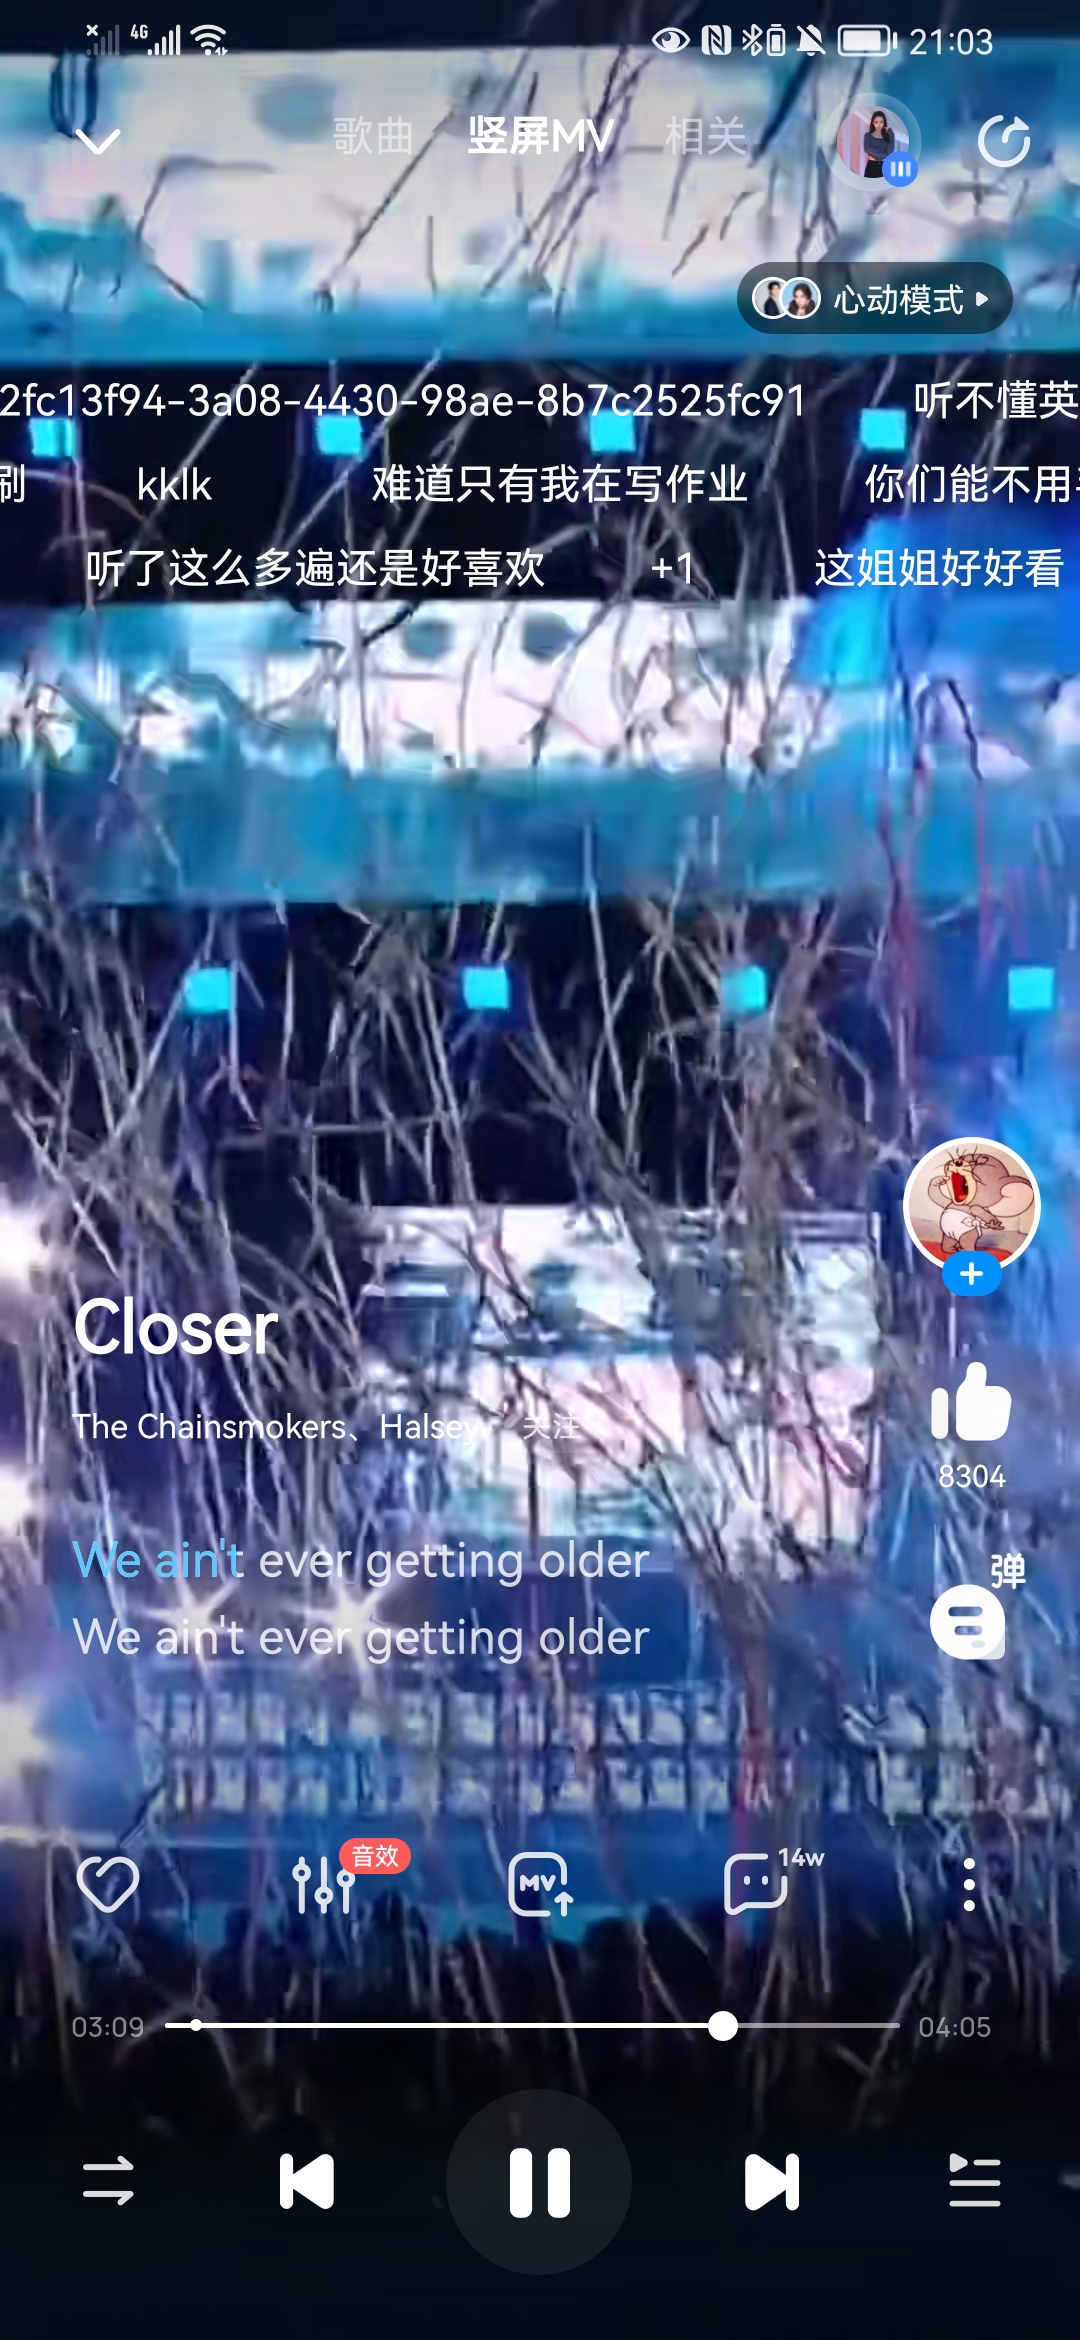 4G 21:03
歌曲 竖屏MV 相关
心动模式
2fc13f94-3a08-4430-98ae-8b7c2525fc91 听不懂英
刷 kklk 难道只有我在写作业 你们能不用
听了这么多遍还是好喜欢 +1 这姐姐好好看
Closer
The Chainsmokers、Halsey 关注
8304
We ain't ever getting older
弹
We ain't ever getting older
音效
MV
14w
03:09 04:05